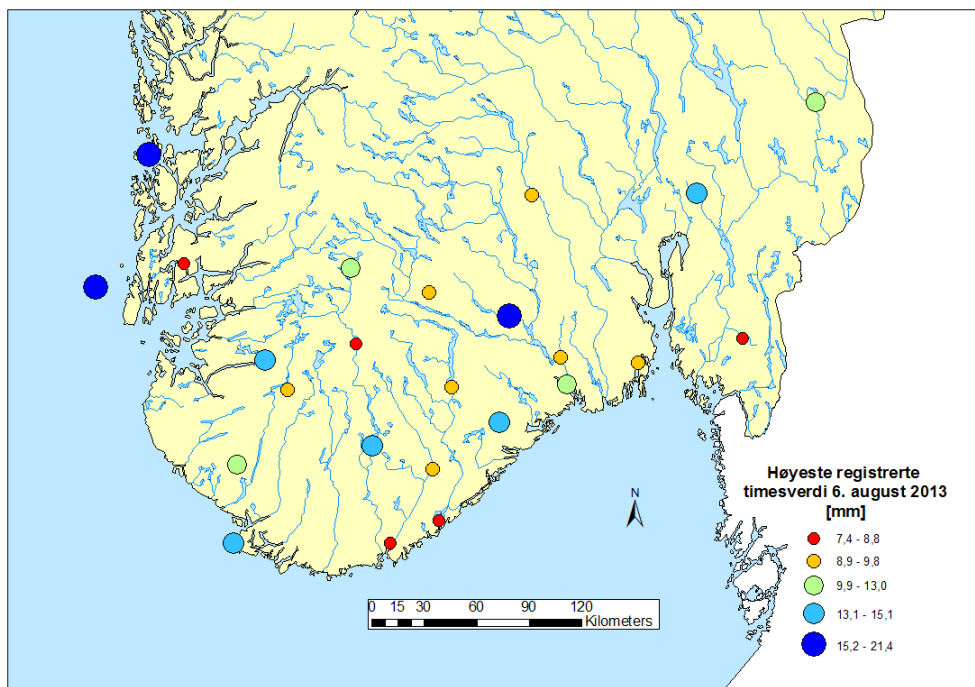 Høyeste registrerte
timesverdi 6. august 2013
[mm]
7,4 - 8,8
8,9 - 9,8
9,9 - 13,0
13,1 - 15,1
15,2 - 21,4
N
0 15 30 60 90 120
Kilometers